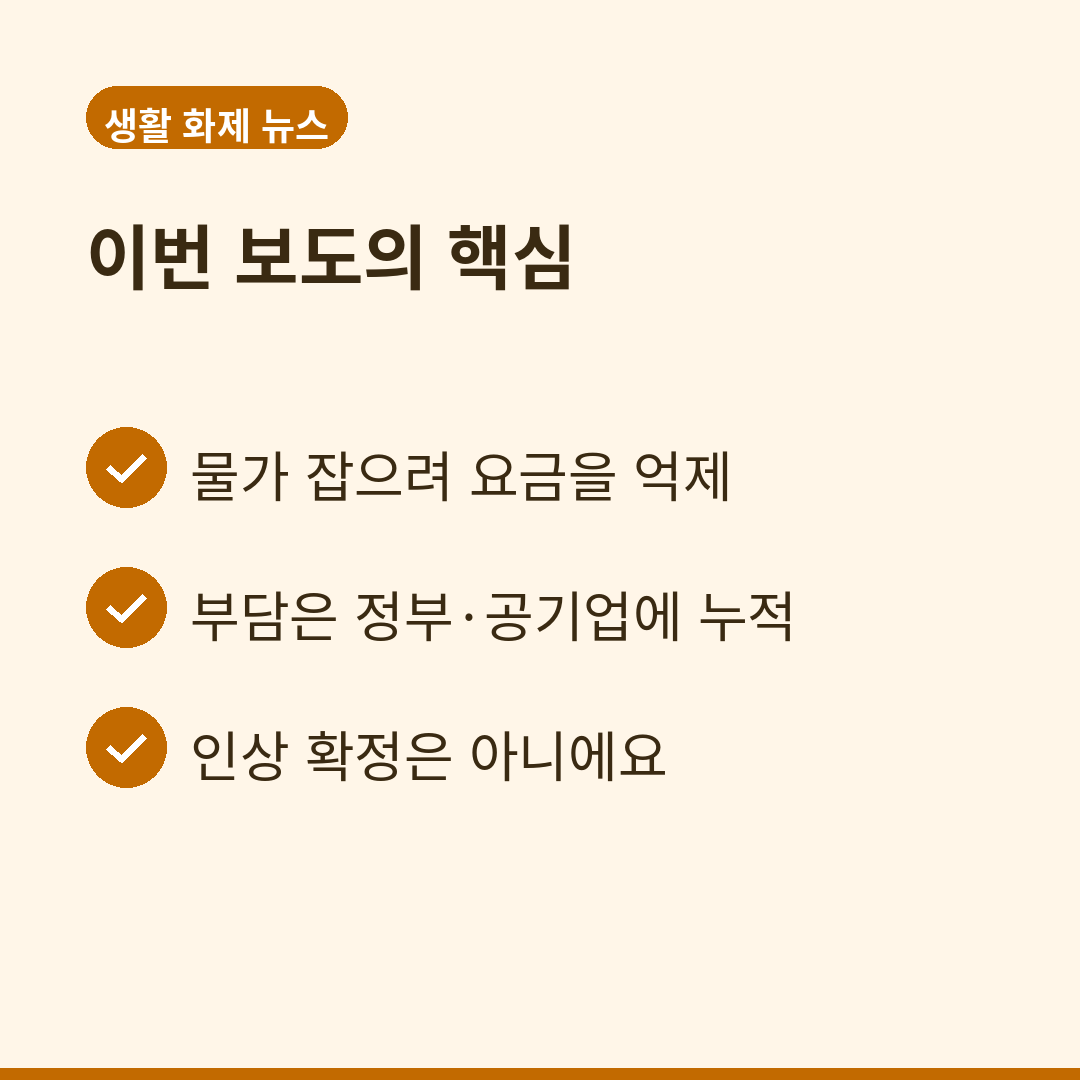 생활 화제 뉴스
이번 보도의 핵심
물가 잡으려 요금을 억제
부담은 정부·공기업에 누적
인상 확정은 아니에요